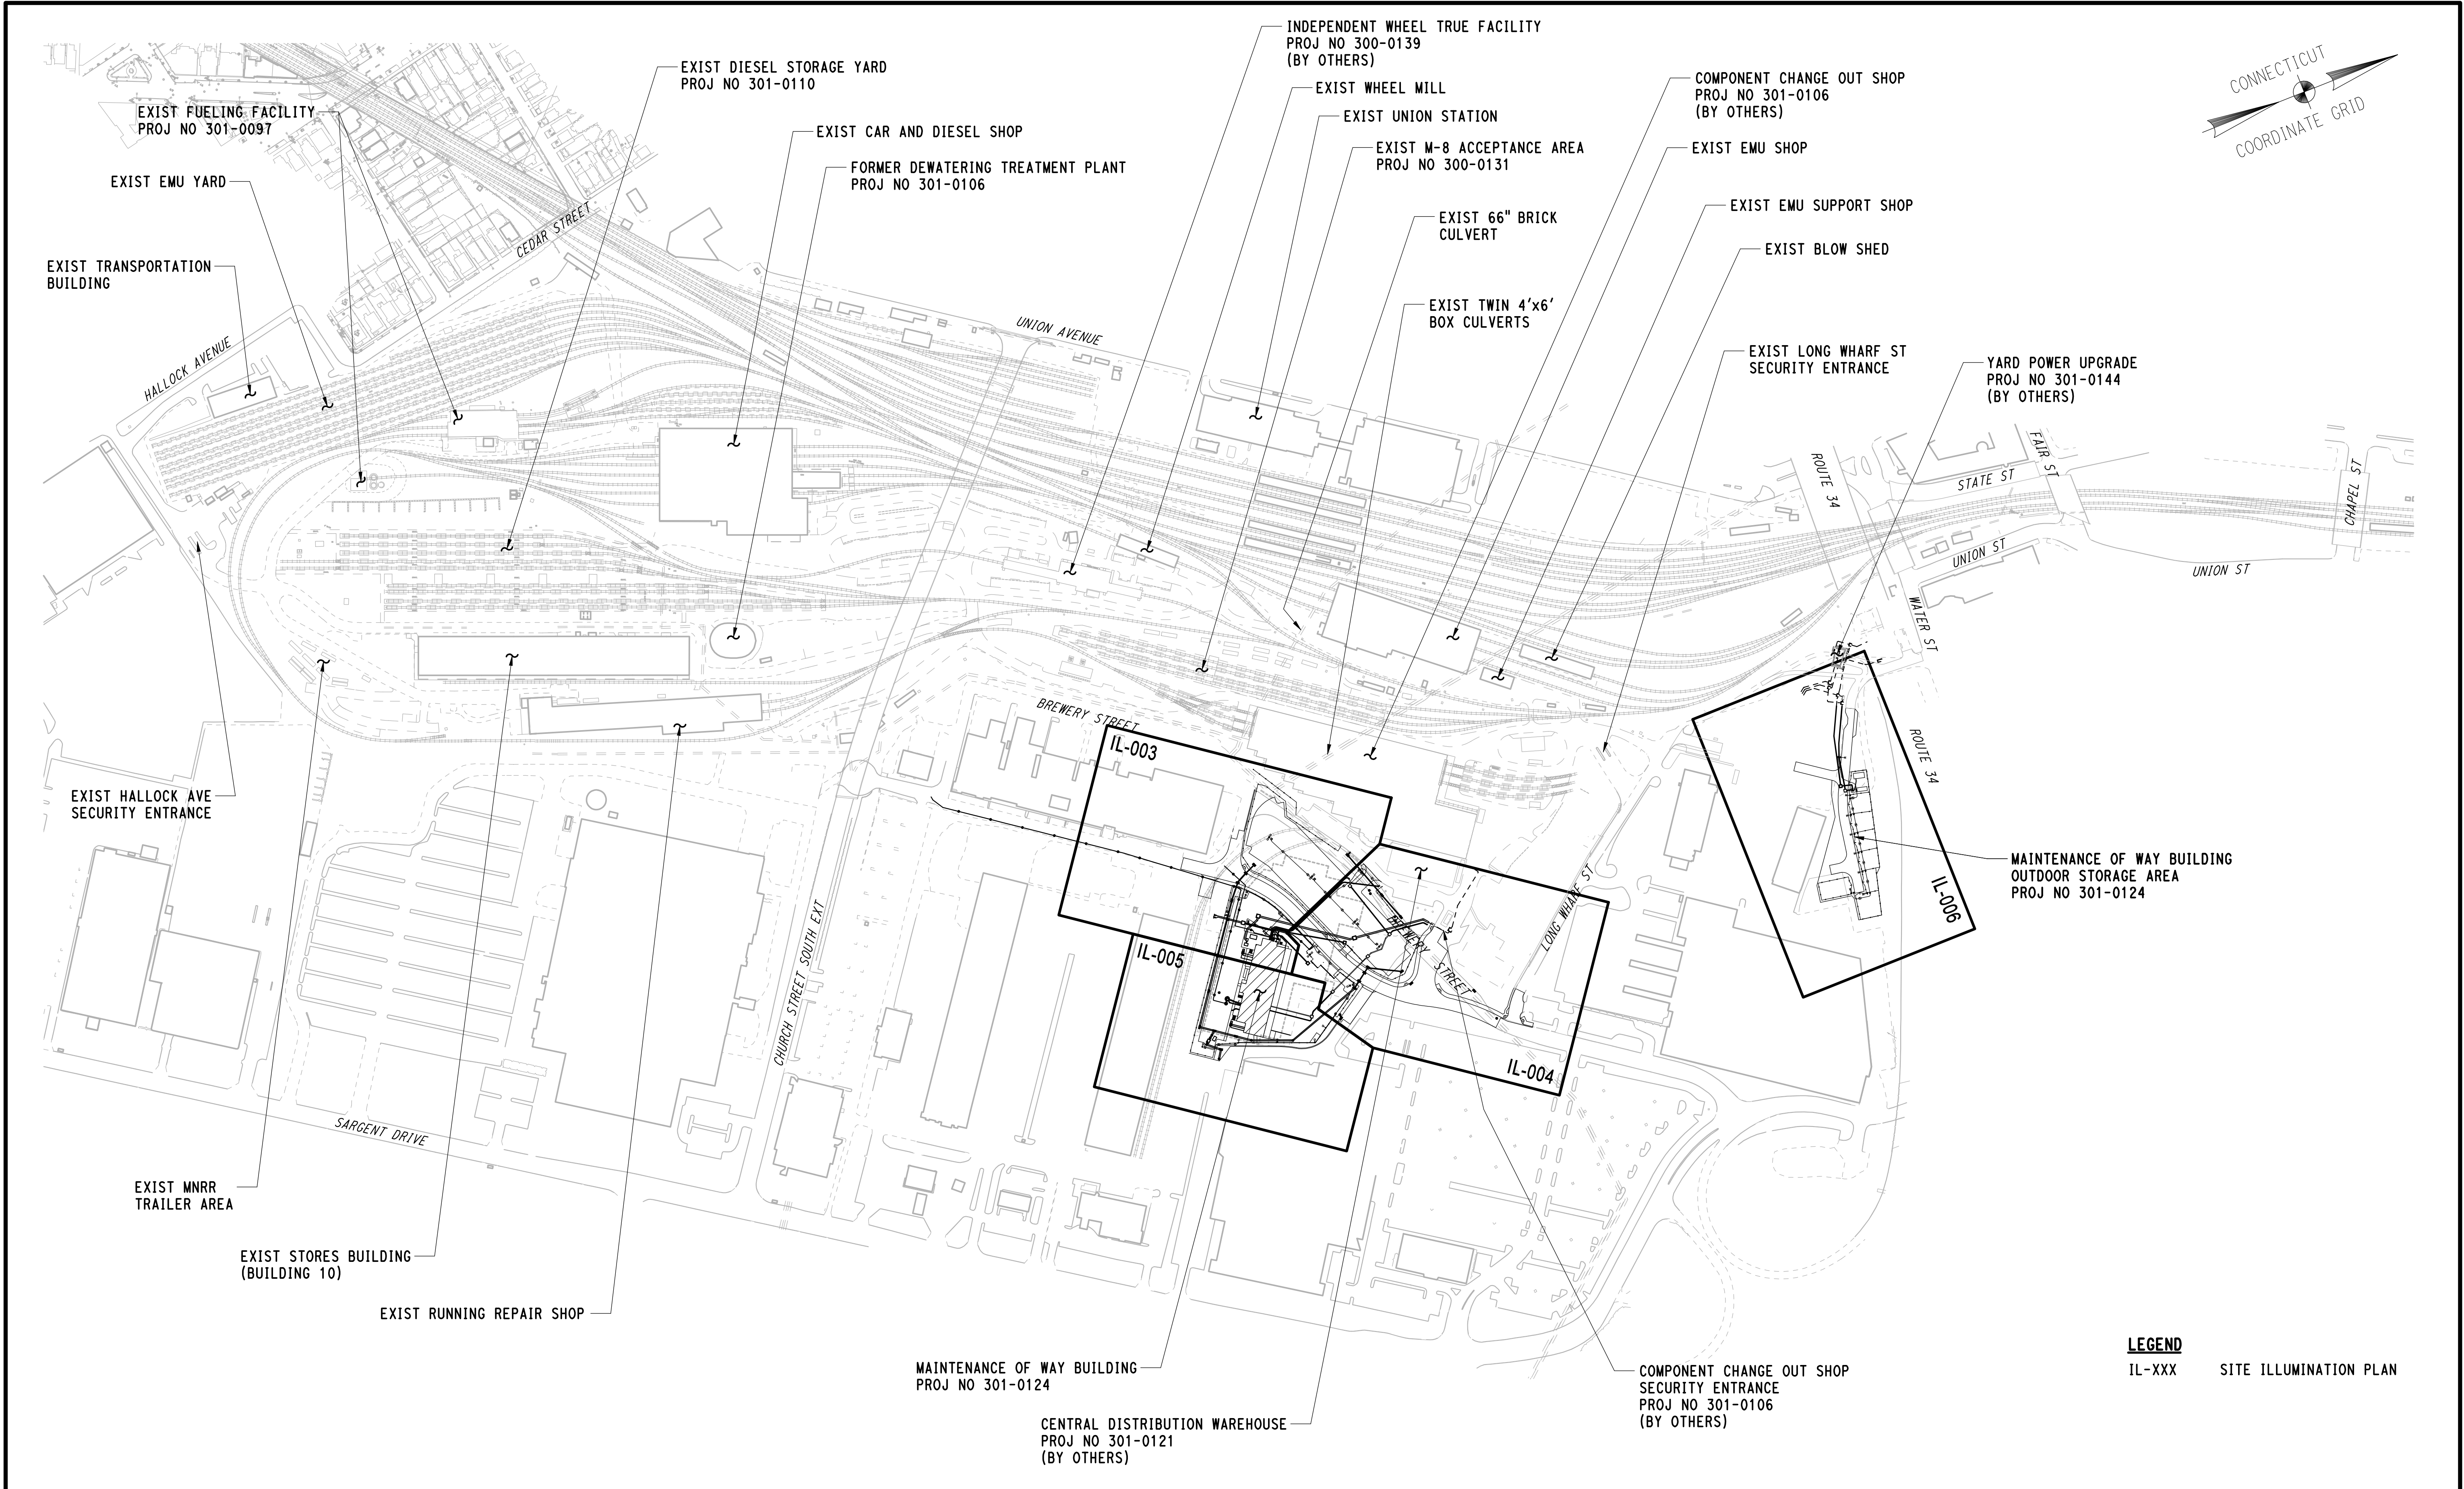 INDEPENDENT WHEEL TRUE FACILITY
PROJ NO 300-0139
(BY OTHERS)
EXIST DIESEL STORAGE YARD
PROJ NO 301-0110
COMPONENT CHANGE OUT SHOP
PROJ NO 301-0106
(BY OTHERS)
CONNECTICUT
COORDINATE GRID
EXIST WHEEL MILL
EXIST FUELING FACILITY
PROJ NO 301-0097
EXIST CAR AND DIESEL SHOP
EXIST UNION STATION
EXIST M-8 ACCEPTANCE AREA
PROJ NO 300-0131
EXIST EMU SHOP
FORMER DEWATERING TREATMENT PLANT
PROJ NO 301-0106
EXIST EMU YARD
EXIST EMU SUPPORT SHOP
EXIST 66" BRICK
CULVERT
CEDAR STREET
EXIST BLOW SHED
EXIST TRANSPORTATION
BUILDING
EXIST TWIN 4'x6'
BOX CULVERTS
UNION AVENUE
EXIST LONG WHARF ST
SECURITY ENTRANCE
YARD POWER UPGRADE
PROJ NO 301-0144
(BY OTHERS)
HALLOCK AVENUE
ROUTE 34
FAIR ST
STATE ST
CHAPEL ST
UNION ST
UNION ST
WATER ST
BREWERY STREET
IL-003
ROUTE 34
EXIST HALLOCK AVE
SECURITY ENTRANCE
MAINTENANCE OF WAY BUILDING
OUTDOOR STORAGE AREA
PROJ NO 301-0124
IL-006
LONG WHARF ST
BREWERY STREET
CHURCH STREET SOUTH EXT
IL-005
IL-004
SARGENT DRIVE
EXIST MNRR
TRAILER AREA
EXIST STORES BUILDING
(BUILDING 10)
EXIST RUNNING REPAIR SHOP
MAINTENANCE OF WAY BUILDING
PROJ NO 301-0124
CENTRAL DISTRIBUTION WAREHOUSE
PROJ NO 301-0121
(BY OTHERS)
COMPONENT CHANGE OUT SHOP
SECURITY ENTRANCE
PROJ NO 301-0106
(BY OTHERS)
LEGEND
IL-XXX SITE ILLUMINATION PLAN